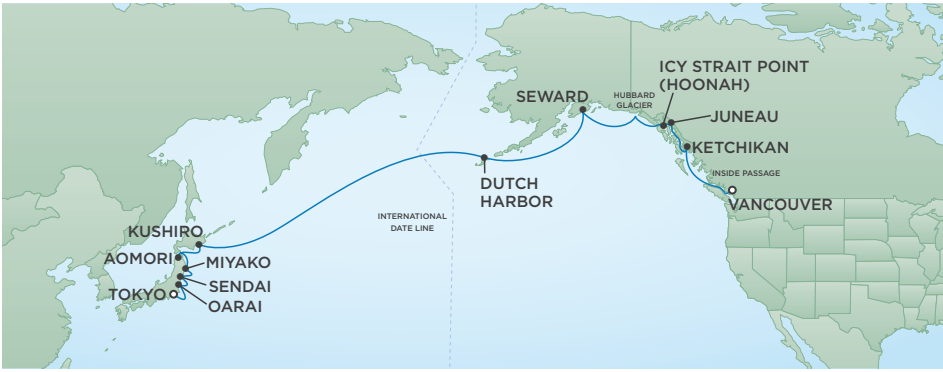 ICY STRAIT POINT
(HOONAH)
SEWARD
HUBBARD
GLACIER
JUNEAU
KETCHIKAN
INSIDE PASSAGE
DUTCH
HARBOR
VANCOUVER
INTERNATIONAL
DATE LINE
KUSHIRO
AOMORI
MIYAKO
SENDAI
TOKYO
OARAI